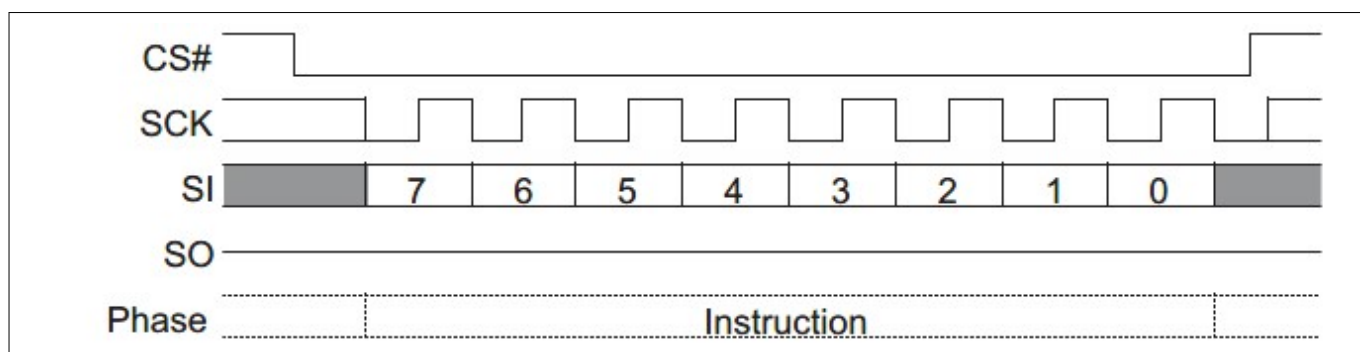 CS#
SCK
SI 7 6 5 4 3 2 1 0
SO
Phase Instruction